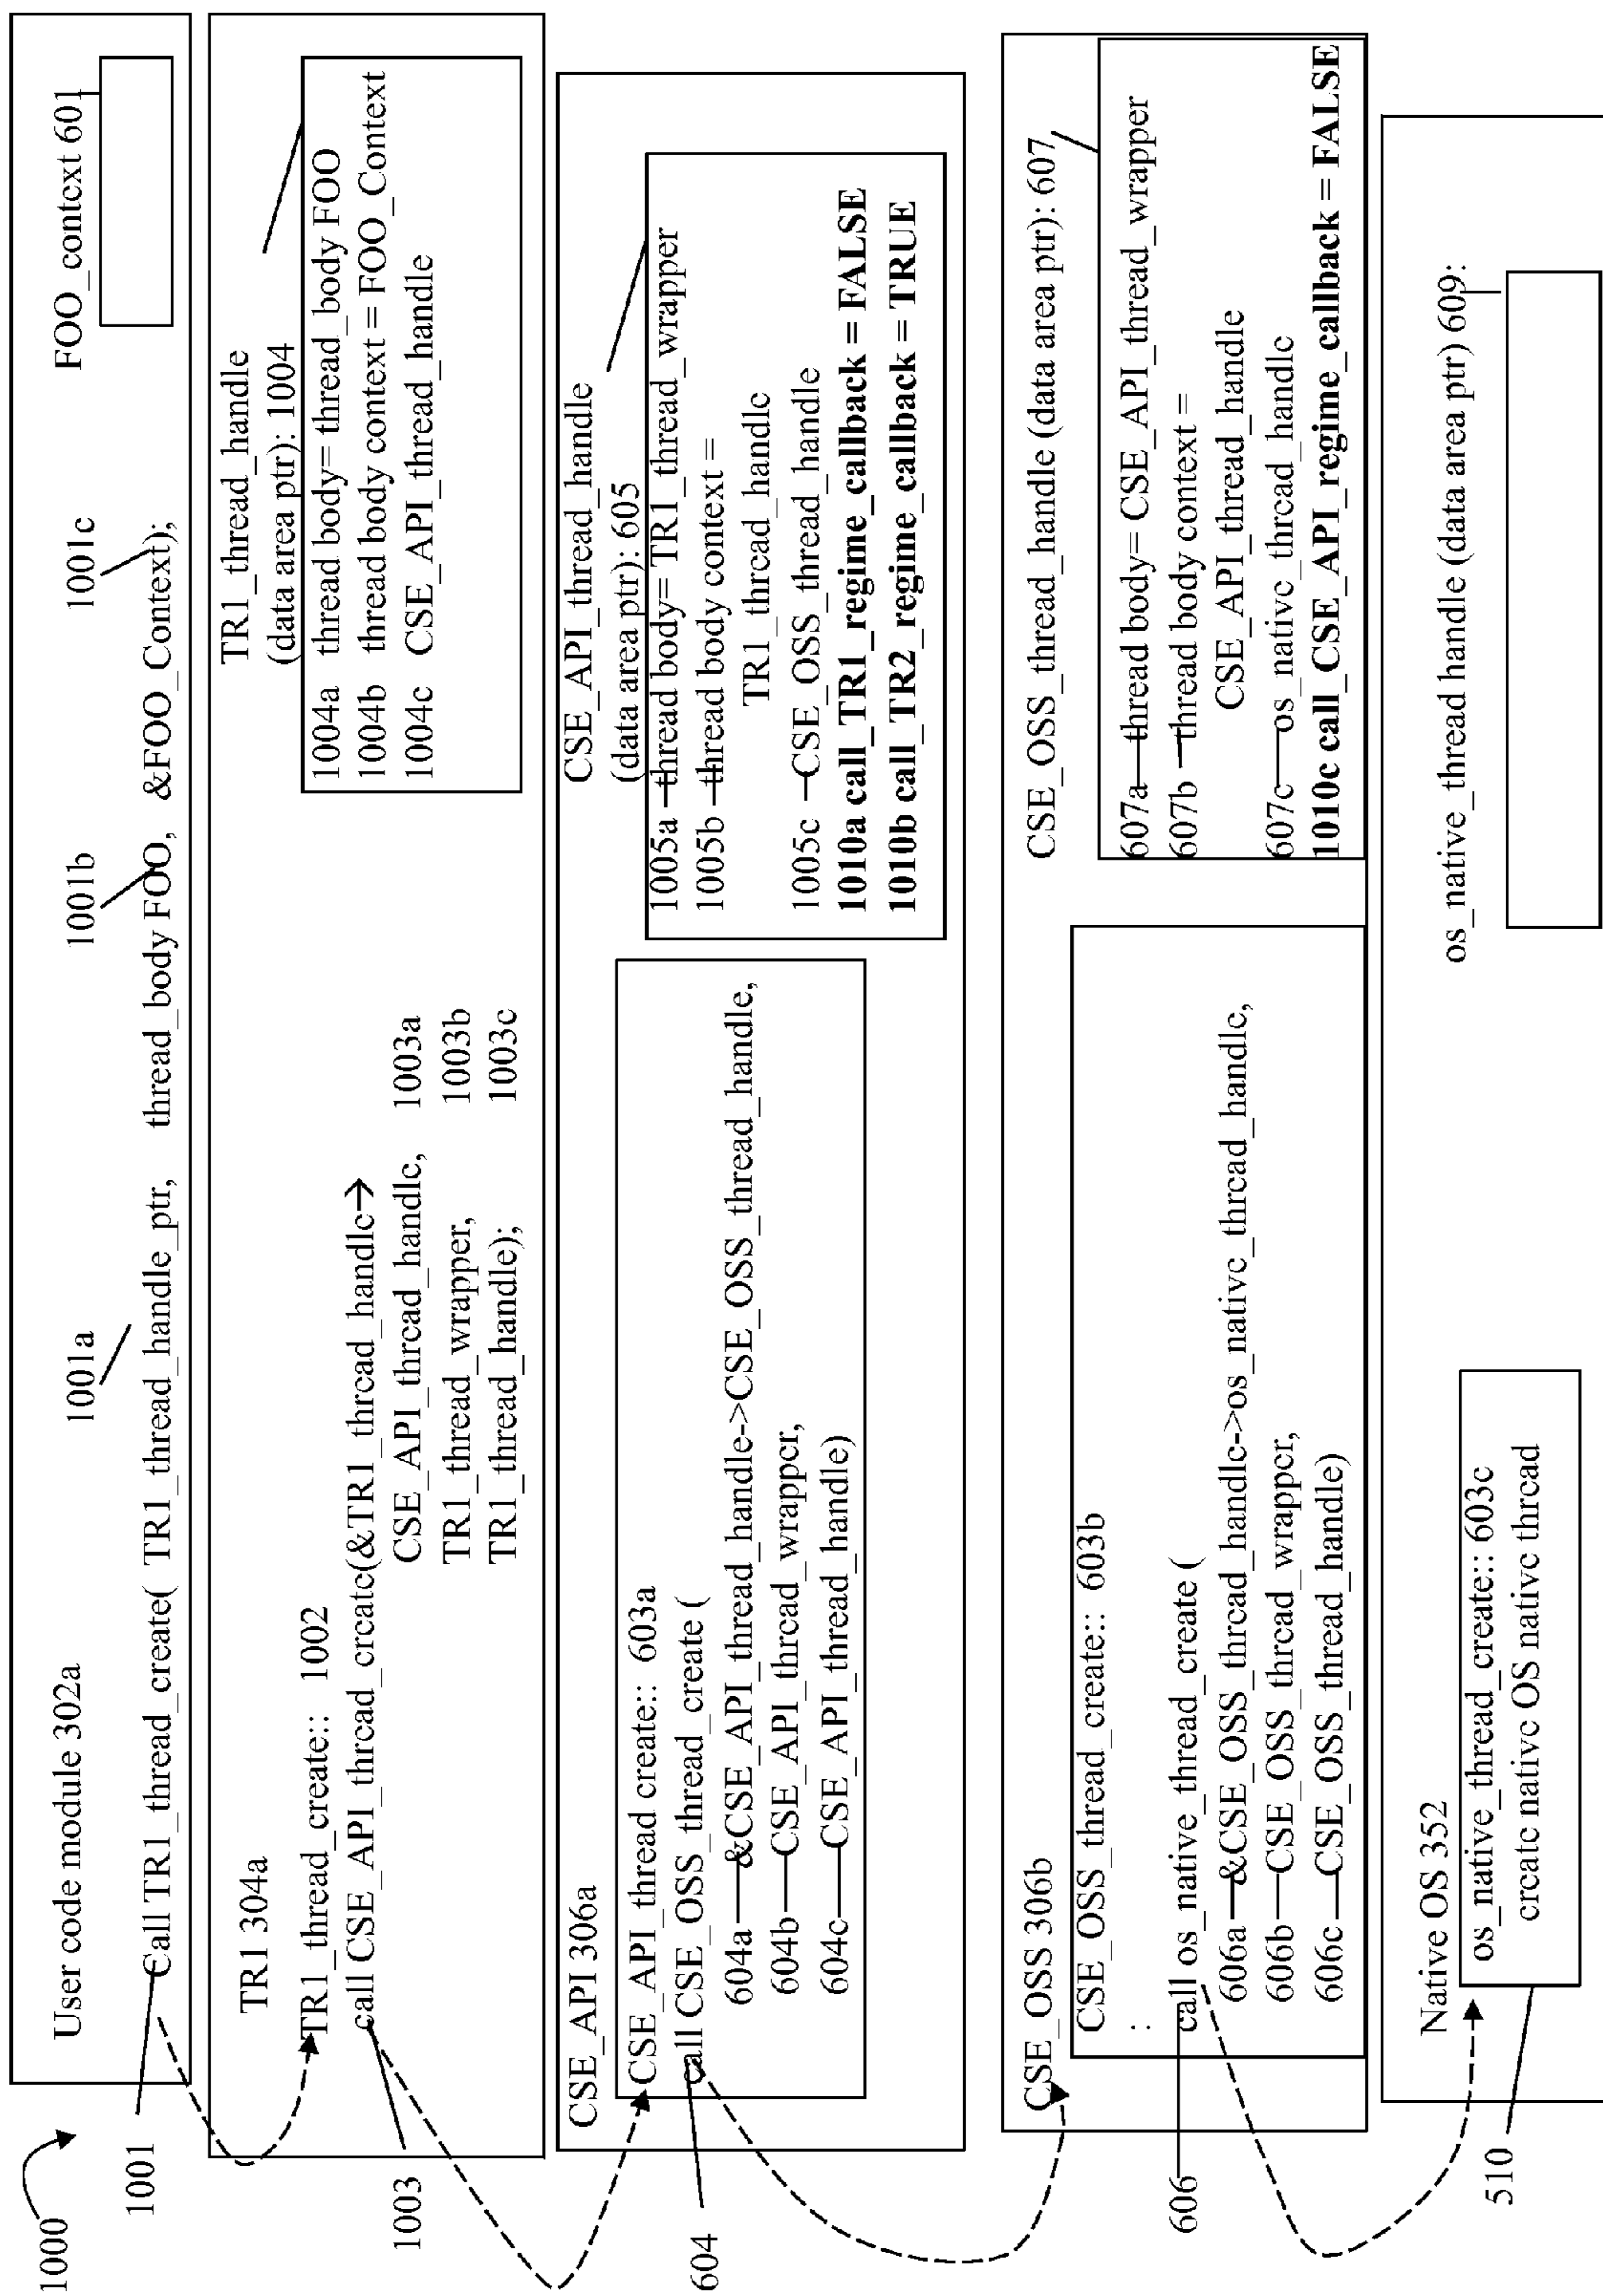 1000
User code module 302a
FOO_context 601
1001
1001a
1001b
1001c
Call TR1_thread_create( TR1_thread_handle_ptr, thread_body FOO, &FOO_Context);
TR1 304a
TR1_thread_create:: 1002
call CSE_API_thread_create(&TR1_thread_handle→
CSE_API_thread_handle, 1003a
TR1_thread_wrapper, 1003b
TR1_thread_handle); 1003c
1003
TR1_thread_handle
(data area ptr): 1004
1004a thread body= thread_body FOO
1004b thread body context = FOO_Context
1004c CSE_API_thread_handle
CSE_API 306a
CSE_API_thread create:: 603a
call CSE_OSS_thread_create (
604a &CSE_API_thread_handle->CSE_OSS_thread_handle,
604b CSE_API_thread_wrapper,
604c CSE_API_thread_handle)
604
CSE_API_thread_handle
(data area ptr): 605
1005a thread body= TR1_thread_wrapper
1005b thread body context =
TR1_thread_handle
1005c CSE_OSS_thread_handle
1010a call_TR1_regime_callback = FALSE
1010b call_TR2_regime_callback = TRUE
CSE_OSS 306b
CSE_OSS_thread_create:: 603b
:
call os_native_thread_create (
606a &CSE_OSS_thread_handle->os_native_thread_handle,
606b CSE_OSS_thread_wrapper,
606c CSE_OSS_thread_handle)
606
CSE_OSS_thread_handle (data area ptr): 607
607a thread body= CSE_API_thread_wrapper
607b thread body context =
CSE_API_thread_handle
607c os_native_thread_handle
1010c call_CSE_API_regime_callback = FALSE
Native OS 352
os_native_thread_create:: 603c
create native OS native thread
510
os_native_thread handle (data area ptr) 609: